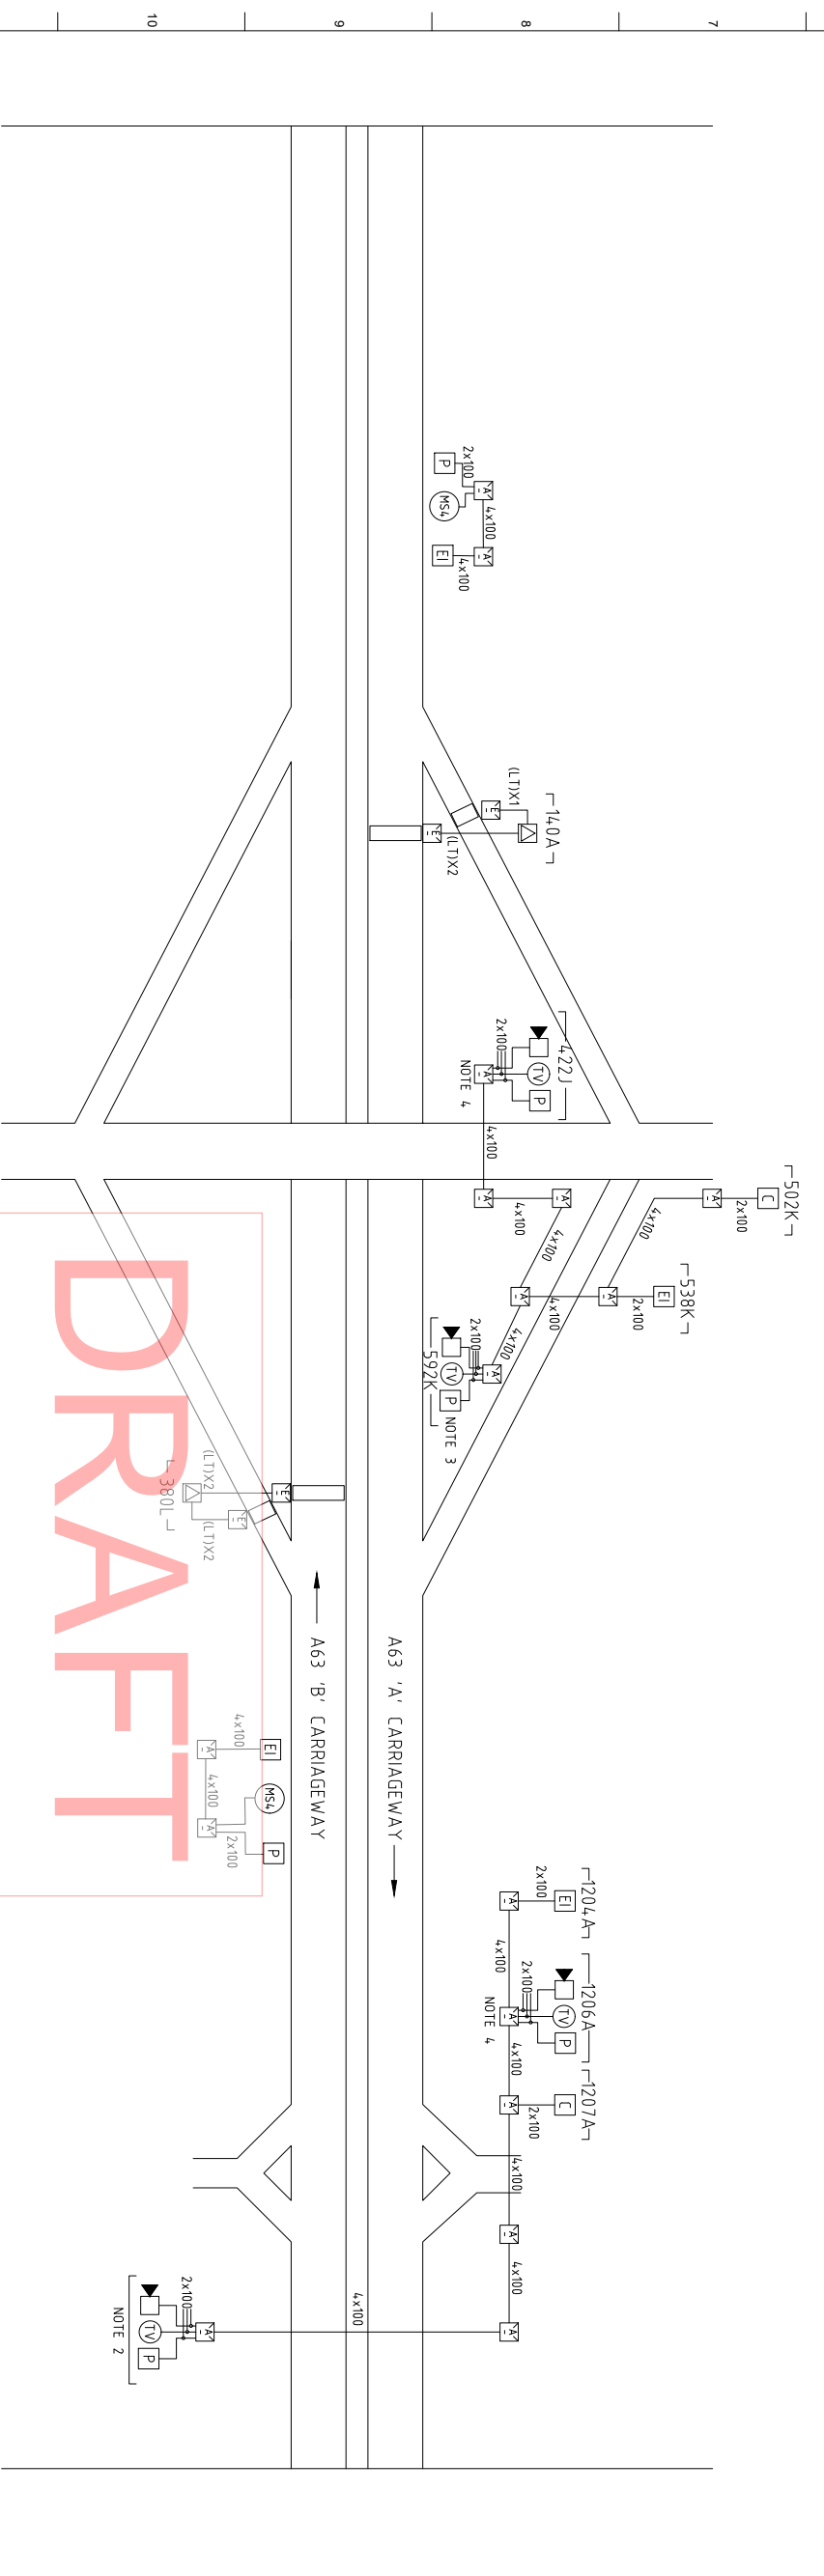 10
9
8
7
2x100
P
A
MS4
4x100
EI
4x100
A
(LT)X1
140A
E
E
(LT)X2
422J
2x100
TV
P
A
NOTE 4
4x100
A
4x100
A
502K
C
2x100
A
4x100
4x100
538K
EI
2x100
A
4x100
A
4x100
2x100
A
TV
P
592K
NOTE 3
DRAFT
(LT)X2
380L
E
E
(LT)X2
A63 'B' CARRIAGEWAY
A63 'A' CARRIAGEWAY
4x100
EI
A
4x100
MS4
A
2x100
P
1204A
EI
2x100
A
4x100
1206A
2x100
TV
P
A
NOTE 4
4x100
1207A
C
2x100
A
4x100
A
4x100
A
4x100
2x100
A
TV
P
NOTE 2